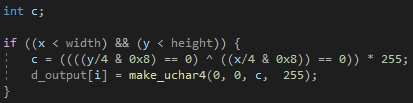 int c;
if ((x < width) && (y < height)) {
c = ((((y/4 & 0x8) == 0) ^ ((x/4 & 0x8)) == 0)) * 255;
d_output[i] = make_uchar4(0, 0, c, 255);
}